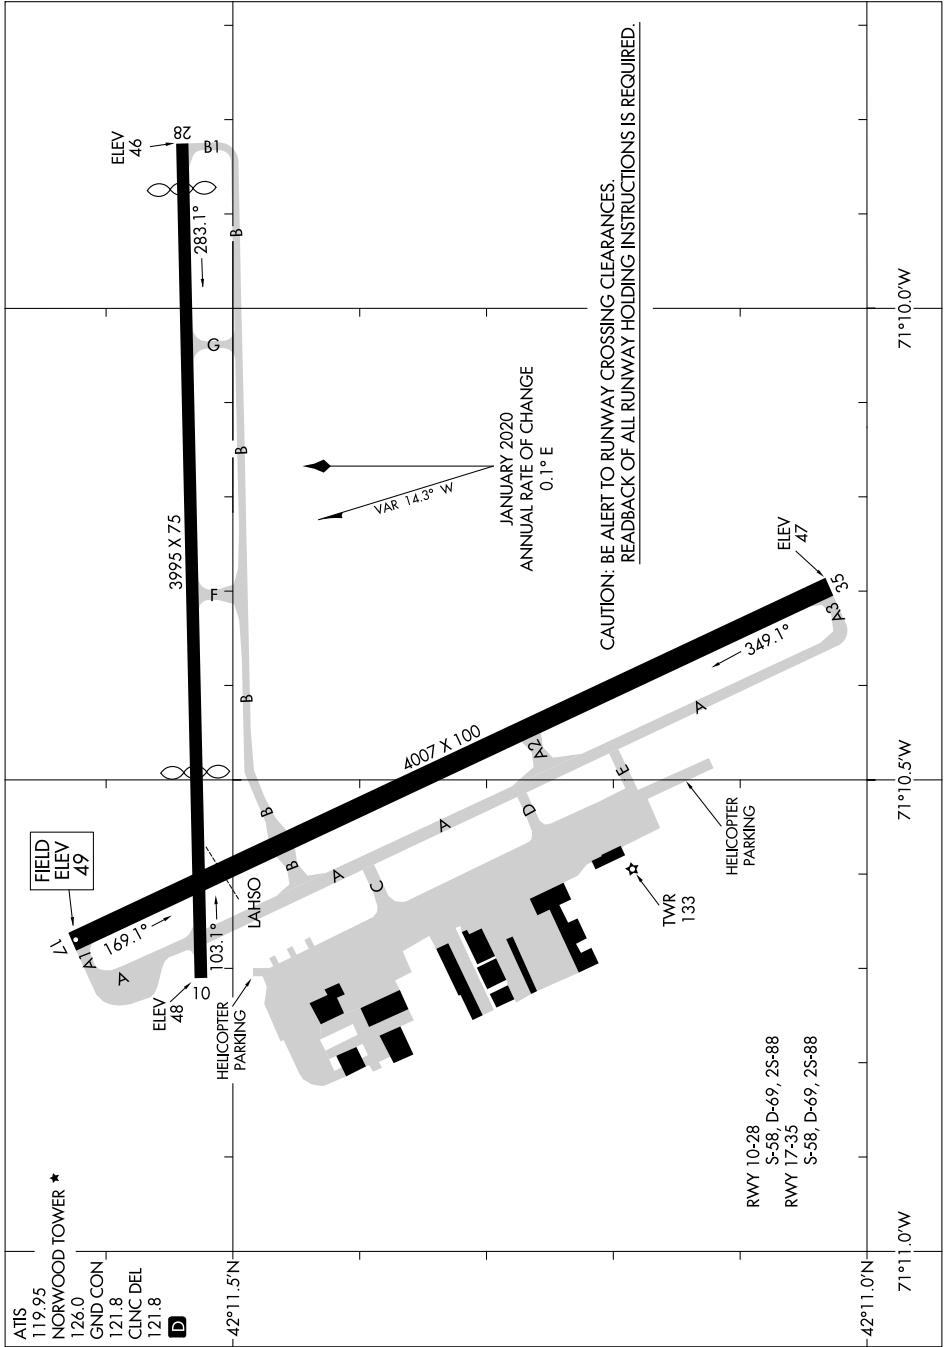 ATIS
119.95
NORWOOD TOWER ★
126.0
GND CON
121.8
CLNC DEL
121.8
D
FIELD
ELEV
49
17
A1
A
169.1°
ELEV
48
10
103.1°
HELICOPTER
PARKING
LAHSO
3995 X 75
ELEV
46
28
B1
283.1°
B
G
B
F
B
B
B
A
C
A
4007 X 100
D
A2
E
A
A3
35
349.1°
ELEV
47
HELICOPTER
PARKING
TWR
133
VAR 14.3° W
JANUARY 2020
ANNUAL RATE OF CHANGE
0.1° E
CAUTION: BE ALERT TO RUNWAY CROSSING CLEARANCES.
READBACK OF ALL RUNWAY HOLDING INSTRUCTIONS IS REQUIRED.
RWY 10-28
S-58, D-69, 2S-88
RWY 17-35
S-58, D-69, 2S-88
42°11.5'N
42°11.0'N
71°11.0'W
71°10.5'W
71°10.0'W